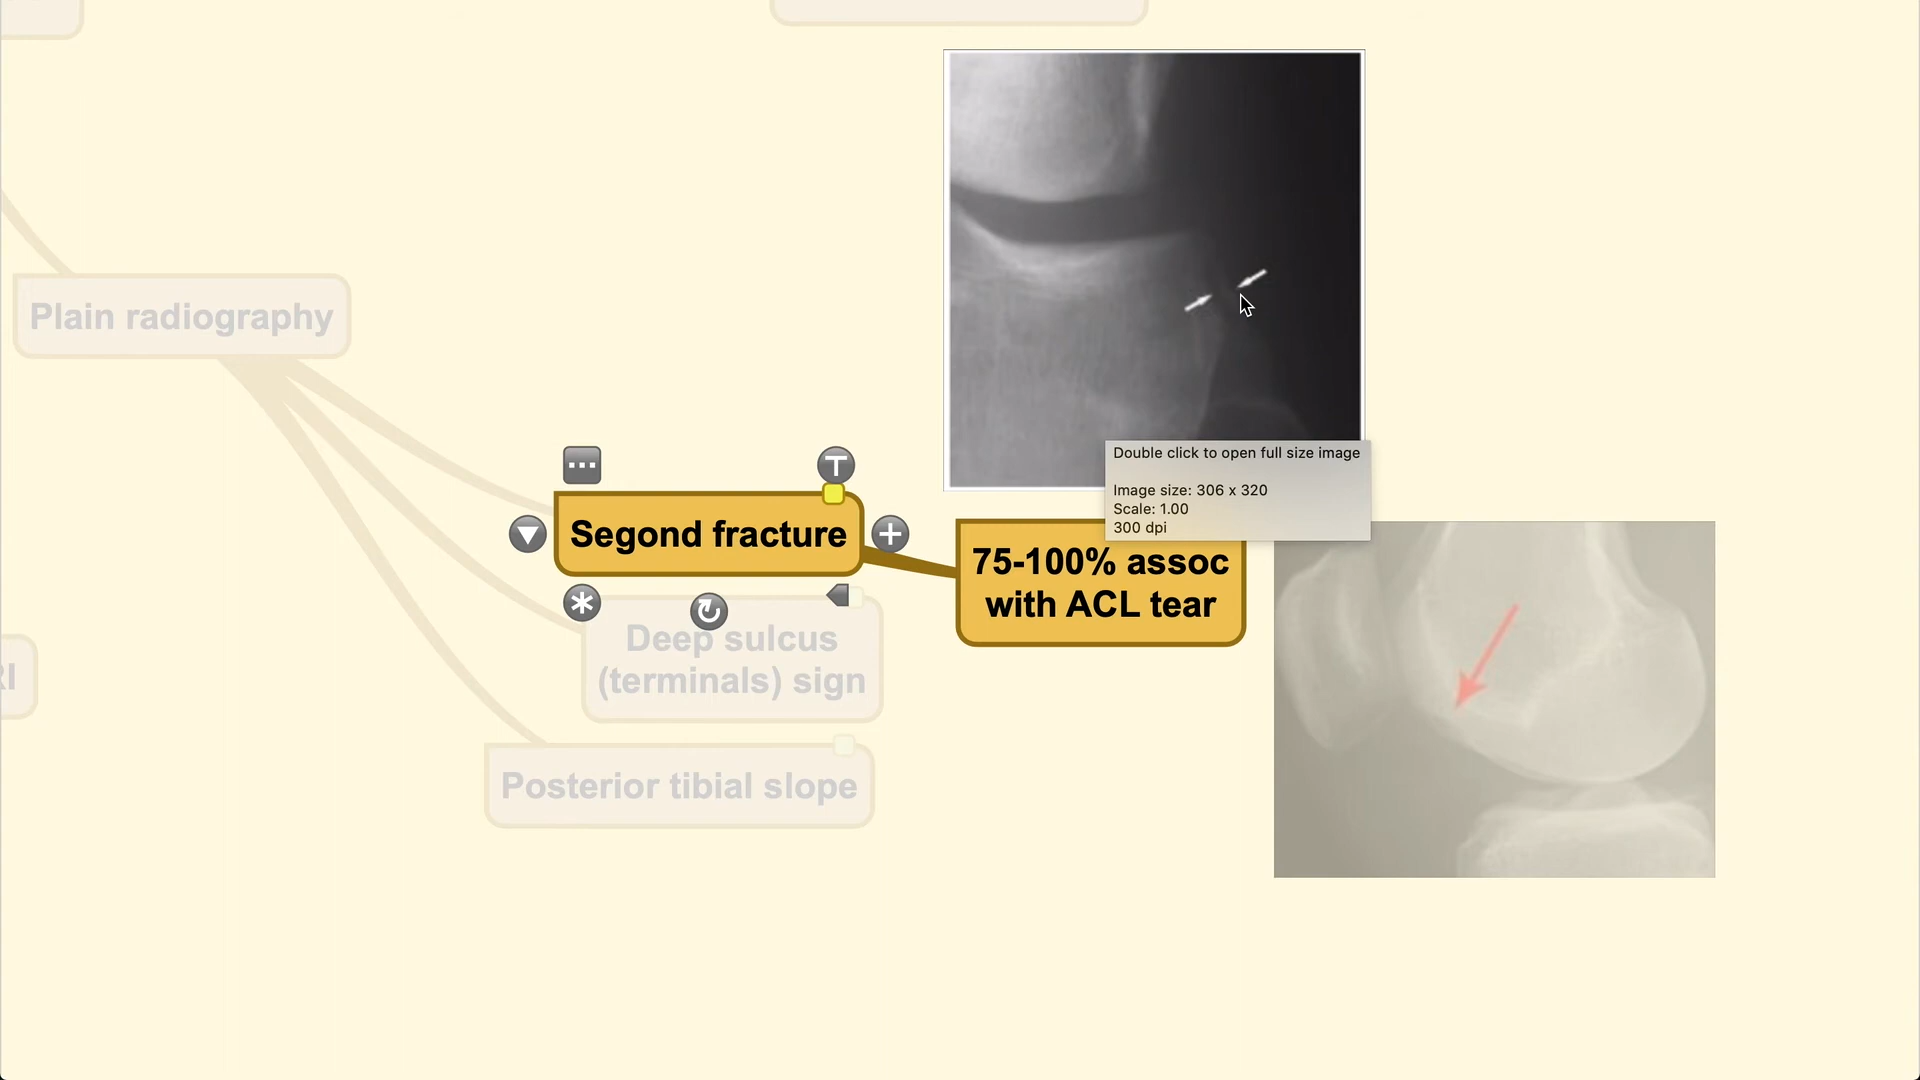 Plain radiography
Segond fracture
75-100% assoc
with ACL tear
Double click to open full size image
Image size: 306 x 320
Scale: 1.00
300 dpi
Deep sulcus
(terminals) sign
Posterior tibial slope